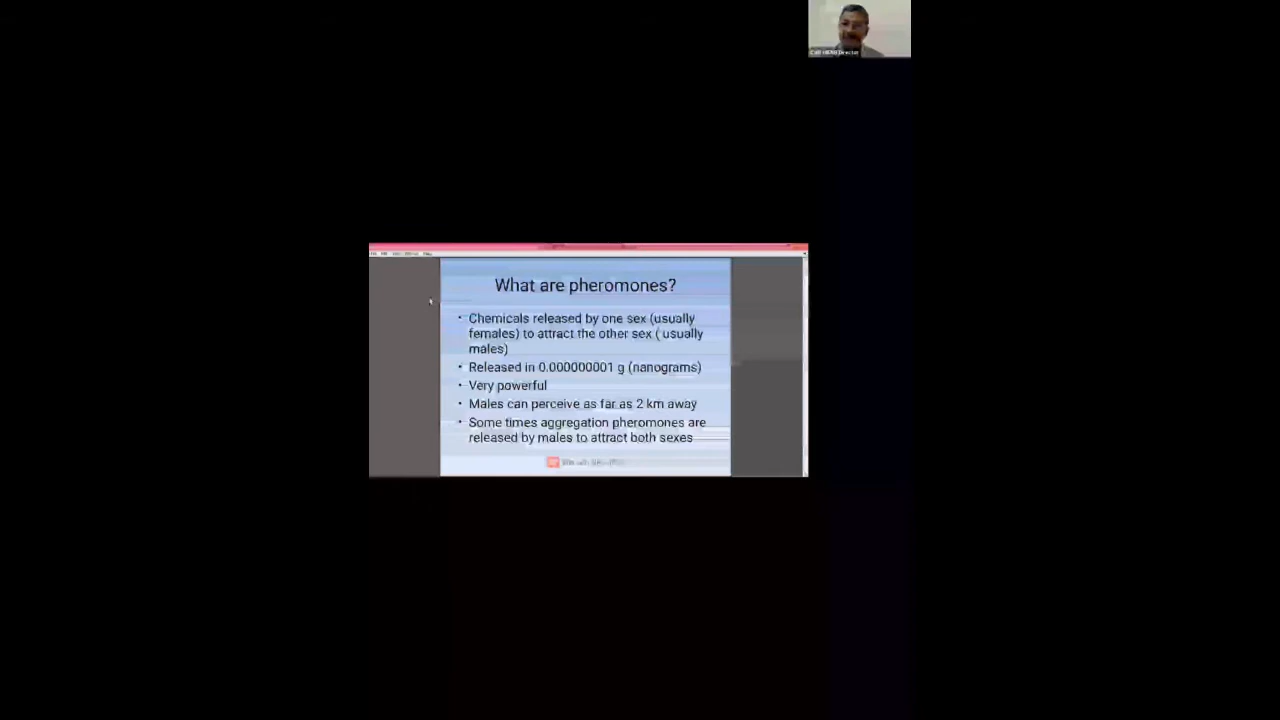 What are pheromones?
• Chemicals released by one sex (usually
females) to attract the other sex ( usually
males)
• Released in 0.000000001 g (nanograms)
• Very powerful
• Males can perceive as far as 2 km away
• Some times aggregation pheromones are
released by males to attract both sexes